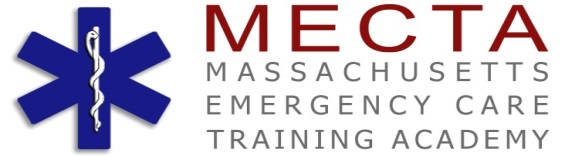 MECTA
MASSACHUSETTS
EMERGENCY CARE
TRAINING ACADEMY